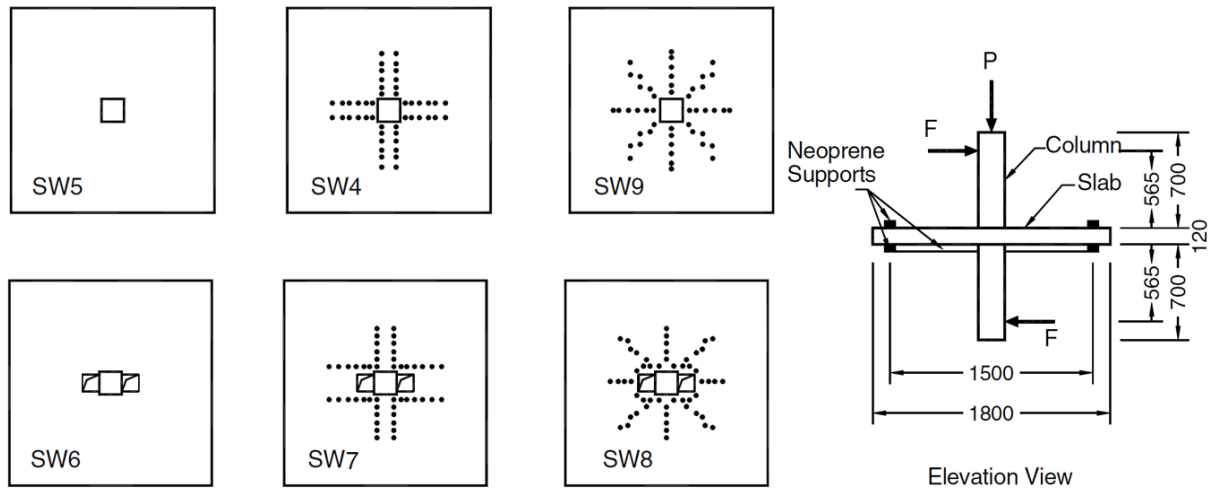 SW5
SW4
SW9
SW6
SW7
SW8
P
F
Neoprene
Supports
Column
Slab
565
700
120
565
700
F
1500
1800
Elevation View